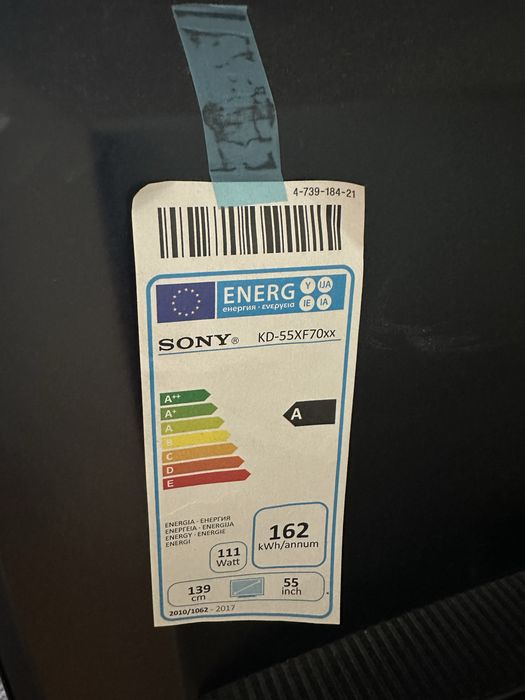 4-739-184-21
ENERG Y IJA
енергия · ενεργεια IE IA
SONY® KD-55XF70xx
A++
A+
A
B
C
D
E
A
ENERGIA · ЕНЕРГИЯ
ΕΝΕΡΓΕΙΑ · ENERGIJA
ENERGY · ENERGIE
ENERGI
111
Watt
162
kWh/annum
139
cm
55
inch
2010/1062 - 2017